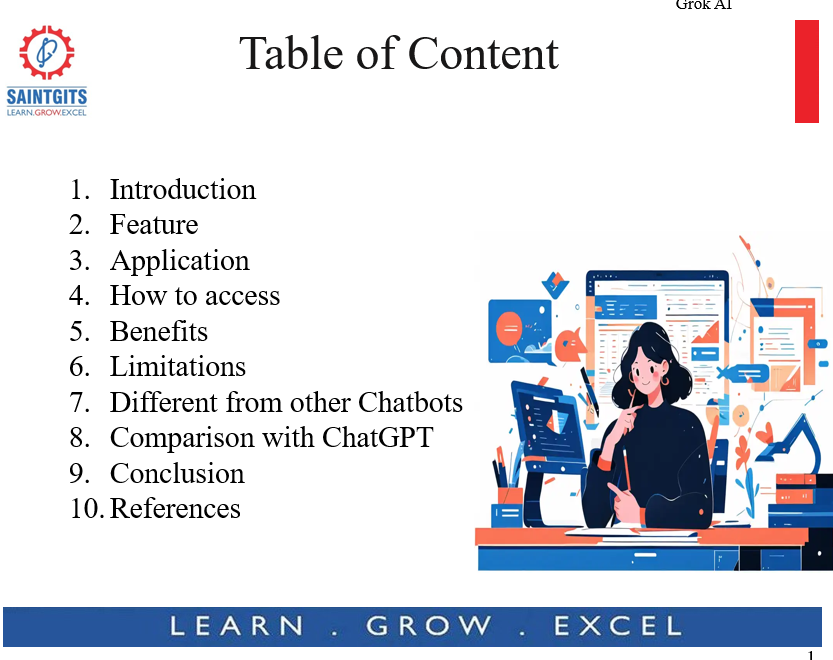 Grok AI
Table of Content
SAINTGITS
LEARN.GROW.EXCEL
1. Introduction
2. Feature
3. Application
4. How to access
5. Benefits
6. Limitations
7. Different from other Chatbots
8. Comparison with ChatGPT
9. Conclusion
10. References
LEARN . GROW . EXCEL
1